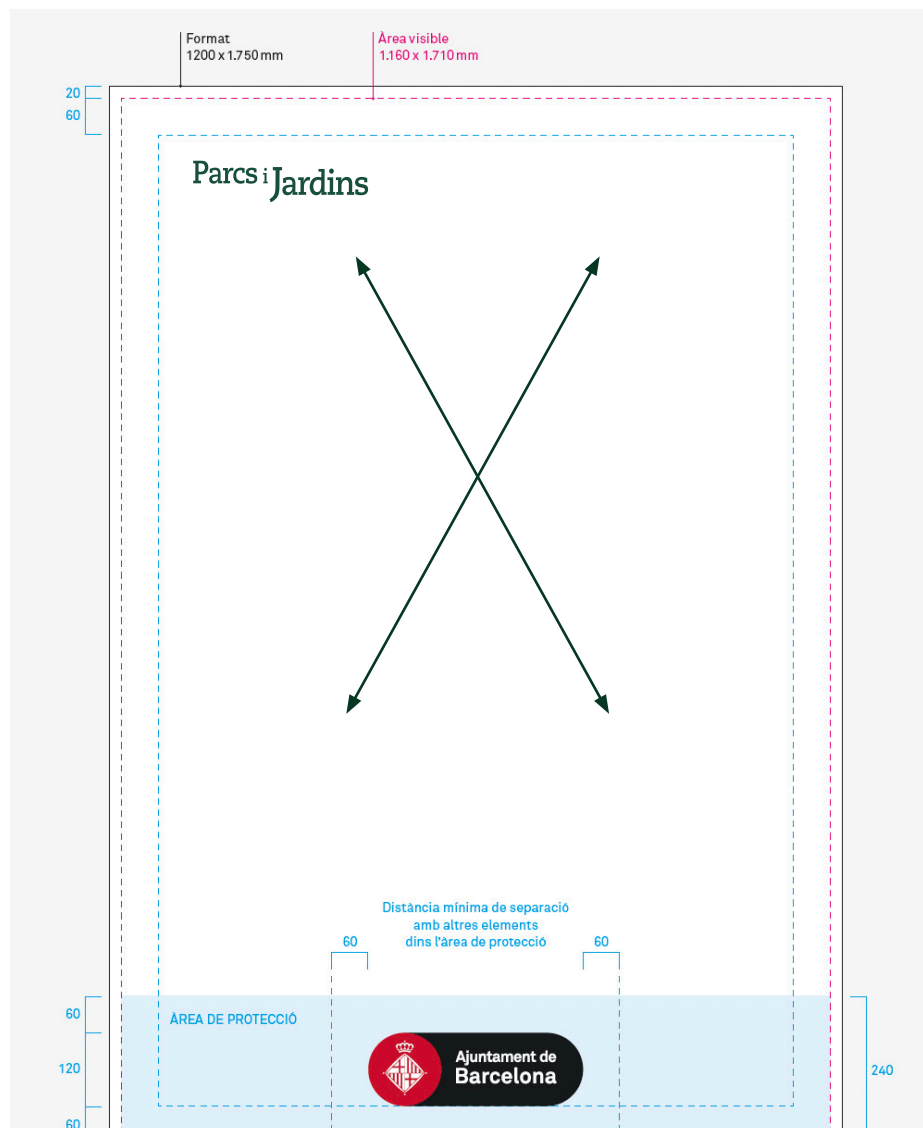 Format
1200 x 1.750 mm
Àrea visible
1.160 x 1.710 mm
20
60
Parcs i Jardins
Distància mínima de separació
amb altres elements
dins l'àrea de protecció
60
60
60
ÀREA DE PROTECCIÓ
120
Ajuntament de
Barcelona
240
60